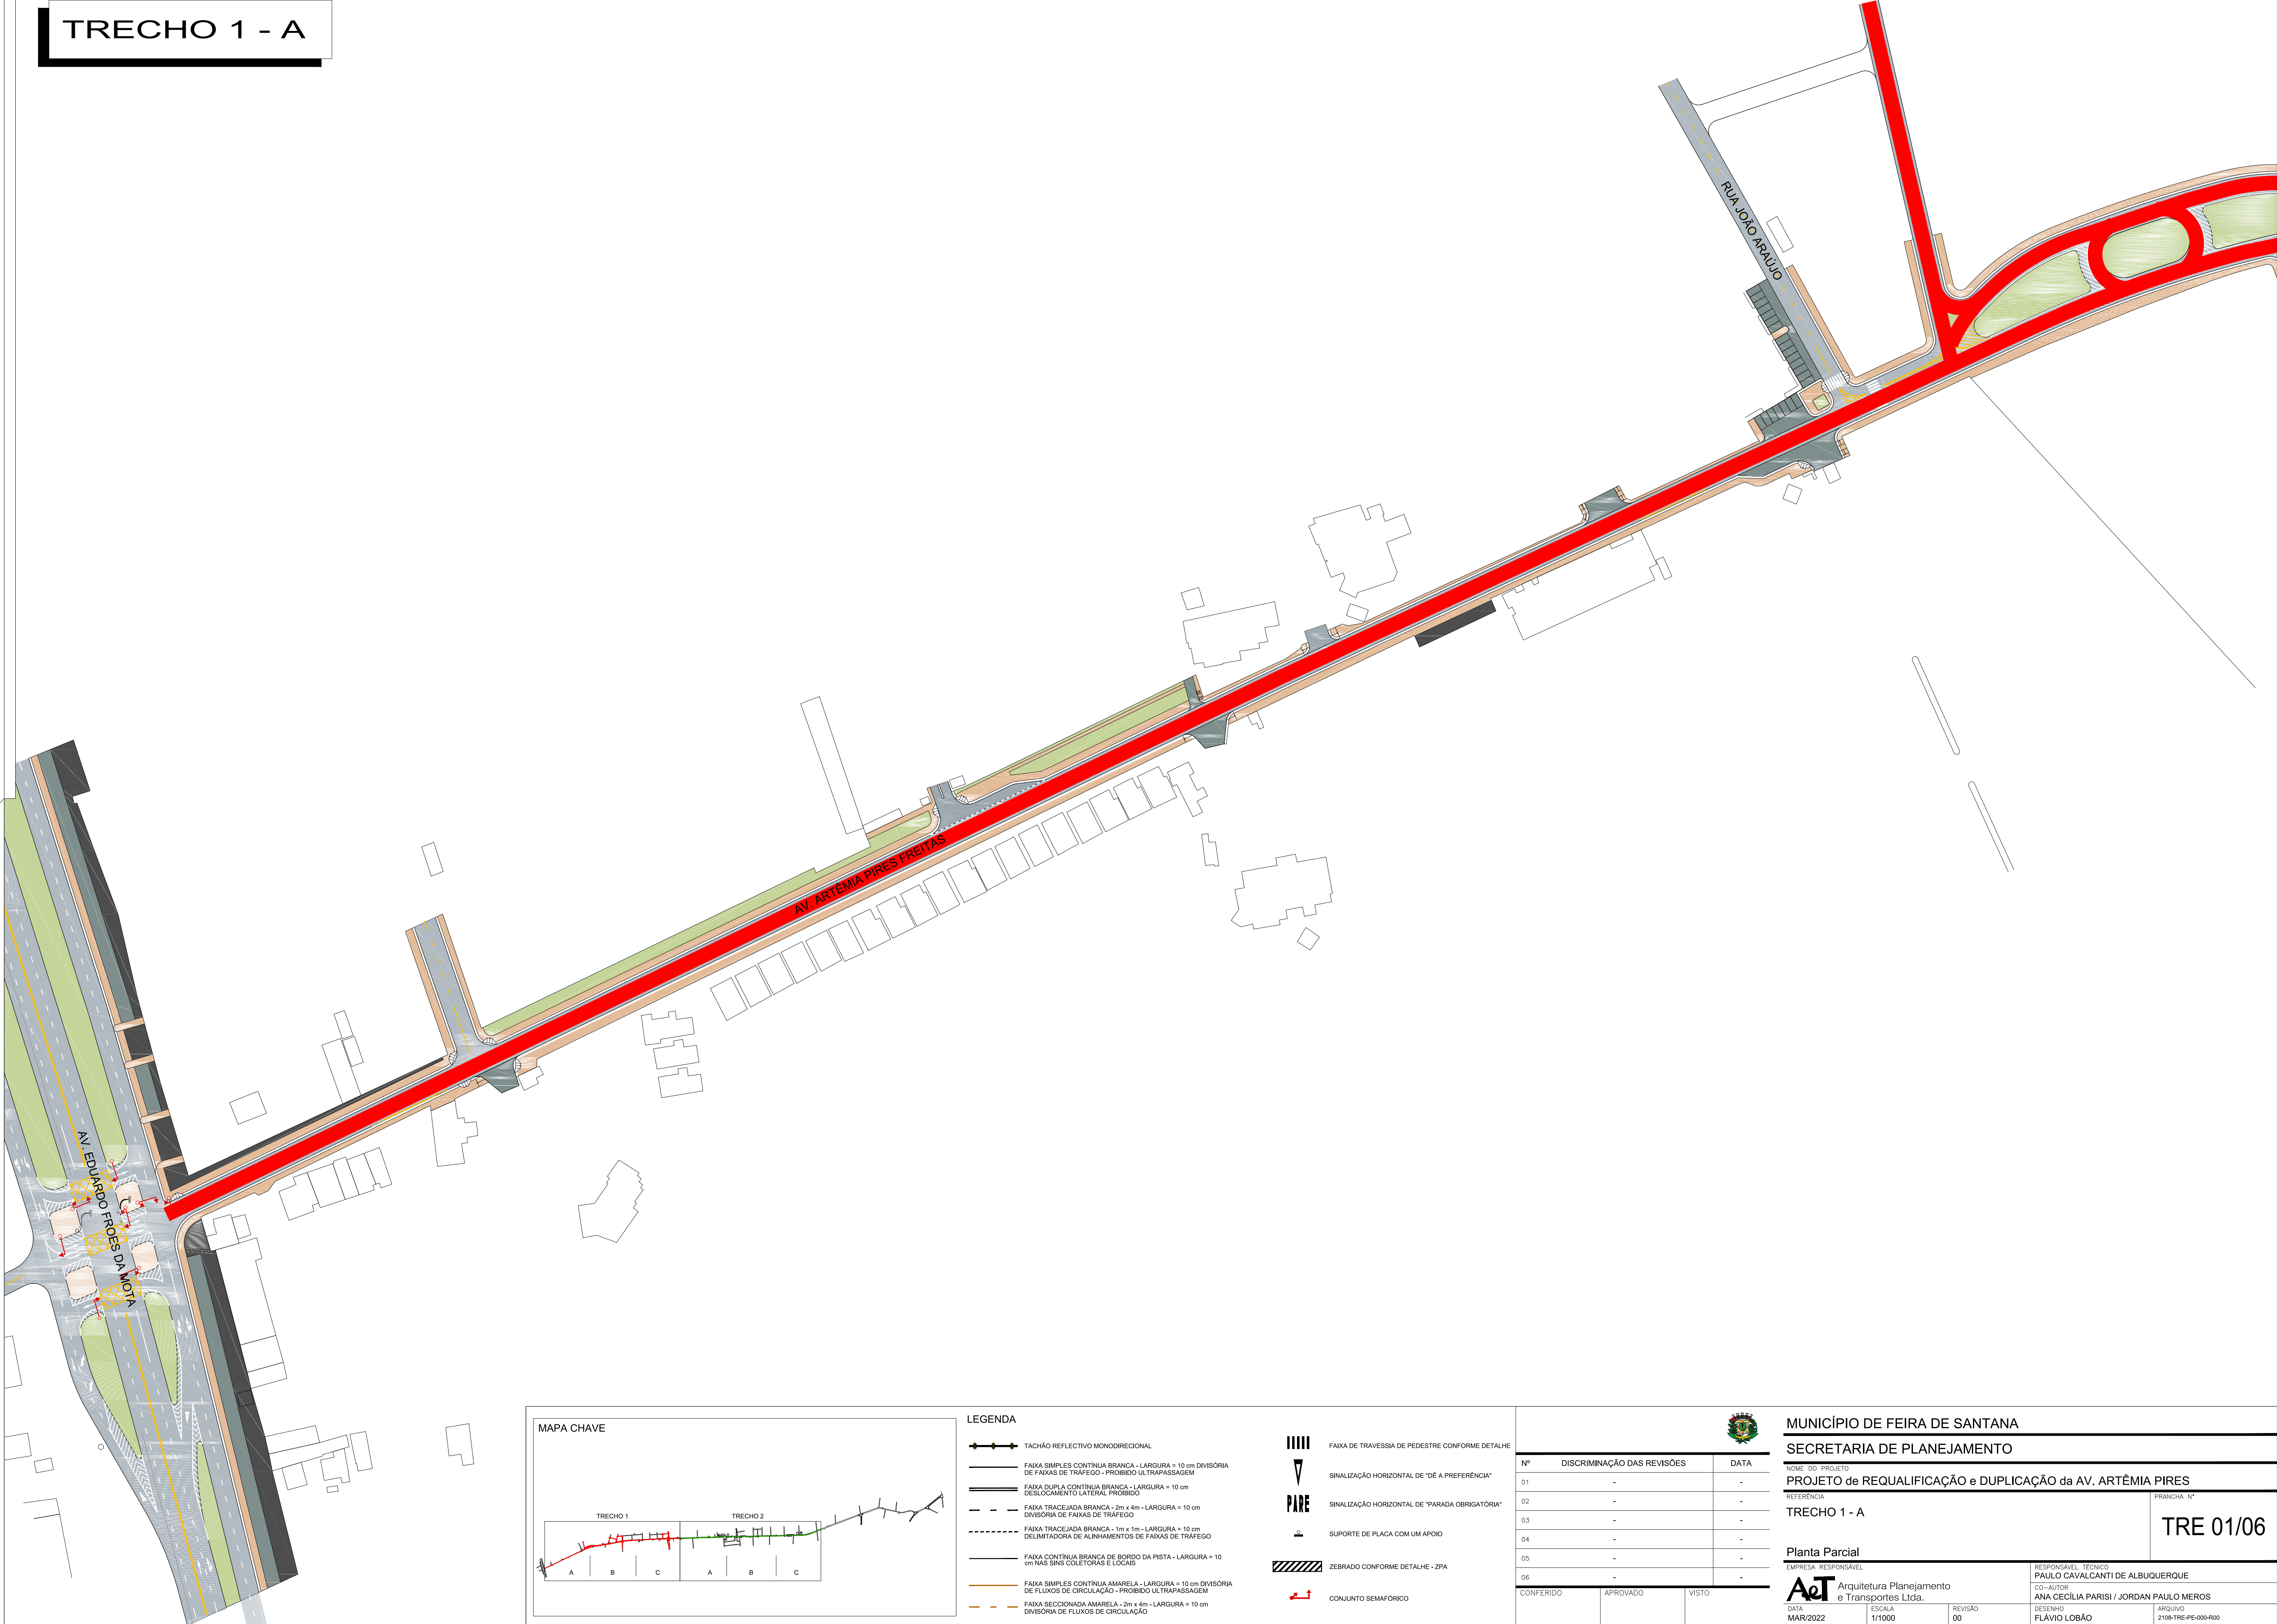 TRECHO 1 - A
RUA JOÃO ARAÚJO
AV. ARTÊMIA PIRES FREITAS
AV. EDUARDO FROES DA MOTA
MAPA CHAVE
TRECHO 1
TRECHO 2
A
B
C
A
B
C
LEGENDA
TACHÃO REFLECTIVO MONODIRECIONAL
FAIXA SIMPLES CONTÍNUA BRANCA - LARGURA = 10 cm DIVISÓRIA
DE FAIXAS DE TRÁFEGO - PROIBIDO ULTRAPASSAGEM
FAIXA DUPLA CONTÍNUA BRANCA - LARGURA = 10 cm
DESLOCAMENTO LATERAL PROIBIDO
FAIXA TRACEJADA BRANCA - 2m x 4m - LARGURA = 10 cm
DIVISÓRIA DE FAIXAS DE TRÁFEGO
FAIXA TRACEJADA BRANCA - 1m x 1m - LARGURA = 10 cm
DELIMITADORA DE ALINHAMENTOS DE FAIXAS DE TRÁFEGO
FAIXA CONTÍNUA BRANCA DE BORDO DA PISTA - LARGURA = 10
cm NAS SINS COLETORAS E LOCAIS
FAIXA SIMPLES CONTÍNUA AMARELA - LARGURA = 10 cm DIVISÓRIA
DE FLUXOS DE CIRCULAÇÃO - PROIBIDO ULTRAPASSAGEM
FAIXA SECCIONADA AMARELA - 2m x 4m - LARGURA = 10 cm
DIVISÓRIA DE FLUXOS DE CIRCULAÇÃO
FAIXA DE TRAVESSIA DE PEDESTRE CONFORME DETALHE
SINALIZAÇÃO HORIZONTAL DE "DÊ A PREFERÊNCIA"
PARE
SINALIZAÇÃO HORIZONTAL DE "PARADA OBRIGATÓRIA"
SUPORTE DE PLACA COM UM APOIO
ZEBRADO CONFORME DETALHE - ZPA
CONJUNTO SEMAFÓRICO
Nº DISCRIMINAÇÃO DAS REVISÕES DATA
01 - -
02 - -
03 - -
04 - -
05 - -
06 - -
CONFERIDO APROVADO VISTO
MUNICÍPIO DE FEIRA DE SANTANA
SECRETARIA DE PLANEJAMENTO
NOME DO PROJETO
PROJETO de REQUALIFICAÇÃO e DUPLICAÇÃO da AV. ARTÊMIA PIRES
REFERÊNCIA
TRECHO 1 - A
Planta Parcial
PRANCHA N°
TRE 01/06
EMPRESA RESPONSÁVEL
AeT Arquitetura Planejamento
e Transportes Ltda.
RESPONSÁVEL TÉCNICO
PAULO CAVALCANTI DE ALBUQUERQUE
CO-AUTOR
ANA CECÍLIA PARISI / JORDAN PAULO MEROS
DATA
MAR/2022
ESCALA
1/1000
REVISÃO
00
DESENHO
FLÁVIO LOBÃO
ARQUIVO
2108-TRE-PE-000-R00